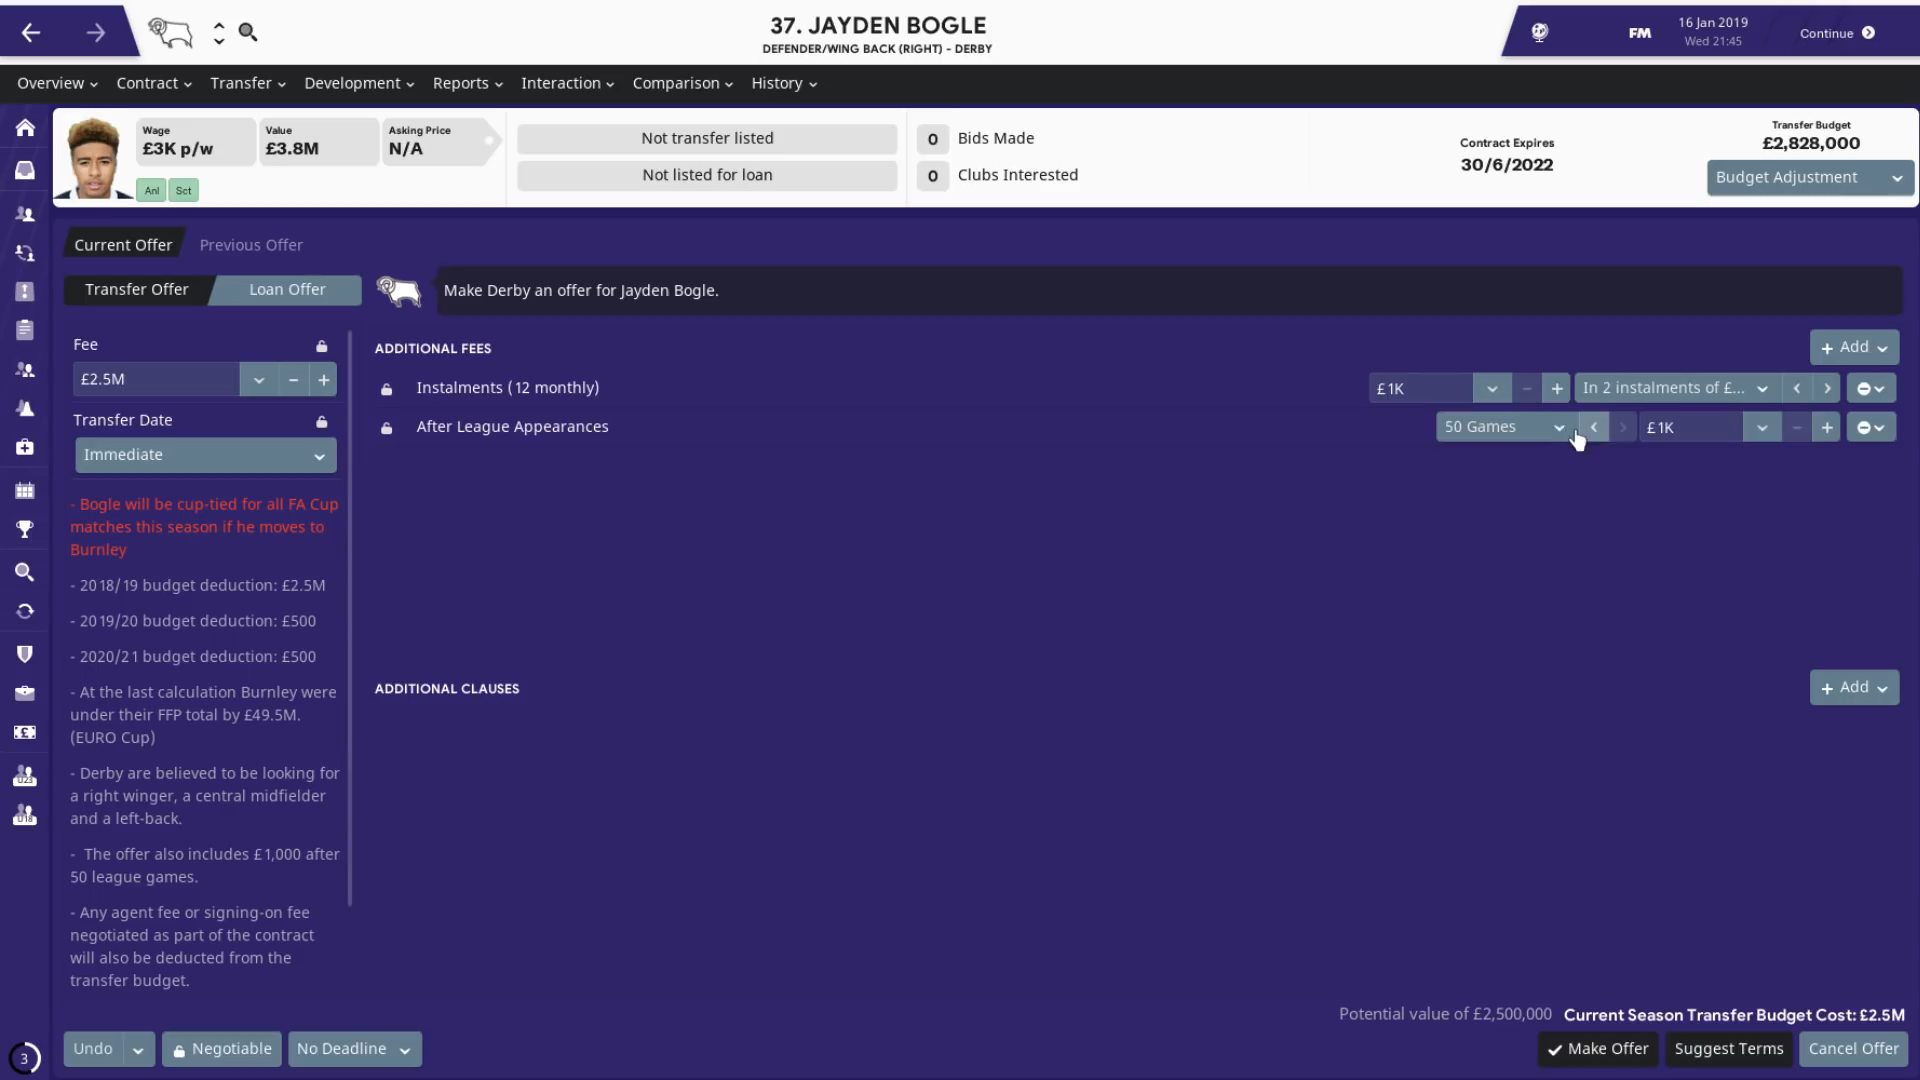 37. JAYDEN BOGLE
DEFENDER/WING BACK (RIGHT) - DERBY
FM
16 Jan 2019
Wed 21:45
Continue
Overview
Contract
Transfer
Development
Reports
Interaction
Comparison
History
Wage
£3K p/w
Value
£3.8M
Asking Price
N/A
Anl
Sct
Not transfer listed
Not listed for loan
0 Bids Made
0 Clubs Interested
Contract Expires
30/6/2022
Transfer Budget
£2,828,000
Budget Adjustment
Current Offer
Previous Offer
Transfer Offer
Loan Offer
Make Derby an offer for Jayden Bogle.
Fee
£2.5M
Transfer Date
Immediate
- Bogle will be cup-tied for all FA Cup
matches this season if he moves to
Burnley
- 2018/19 budget deduction: £2.5M
- 2019/20 budget deduction: £500
- 2020/21 budget deduction: £500
- At the last calculation Burnley were
under their FFP total by £49.5M.
(EURO Cup)
- Derby are believed to be looking for
a right winger, a central midfielder
and a left-back.
- The offer also includes £1,000 after
50 league games.
- Any agent fee or signing-on fee
negotiated as part of the contract
will also be deducted from the
transfer budget.
ADDITIONAL FEES
+ Add
Instalments (12 monthly)
£1K
In 2 instalments of £...
After League Appearances
50 Games
£1K
ADDITIONAL CLAUSES
+ Add
U23
U18
3
Potential value of £2,500,000
Current Season Transfer Budget Cost: £2.5M
Undo
Negotiable
No Deadline
Make Offer
Suggest Terms
Cancel Offer